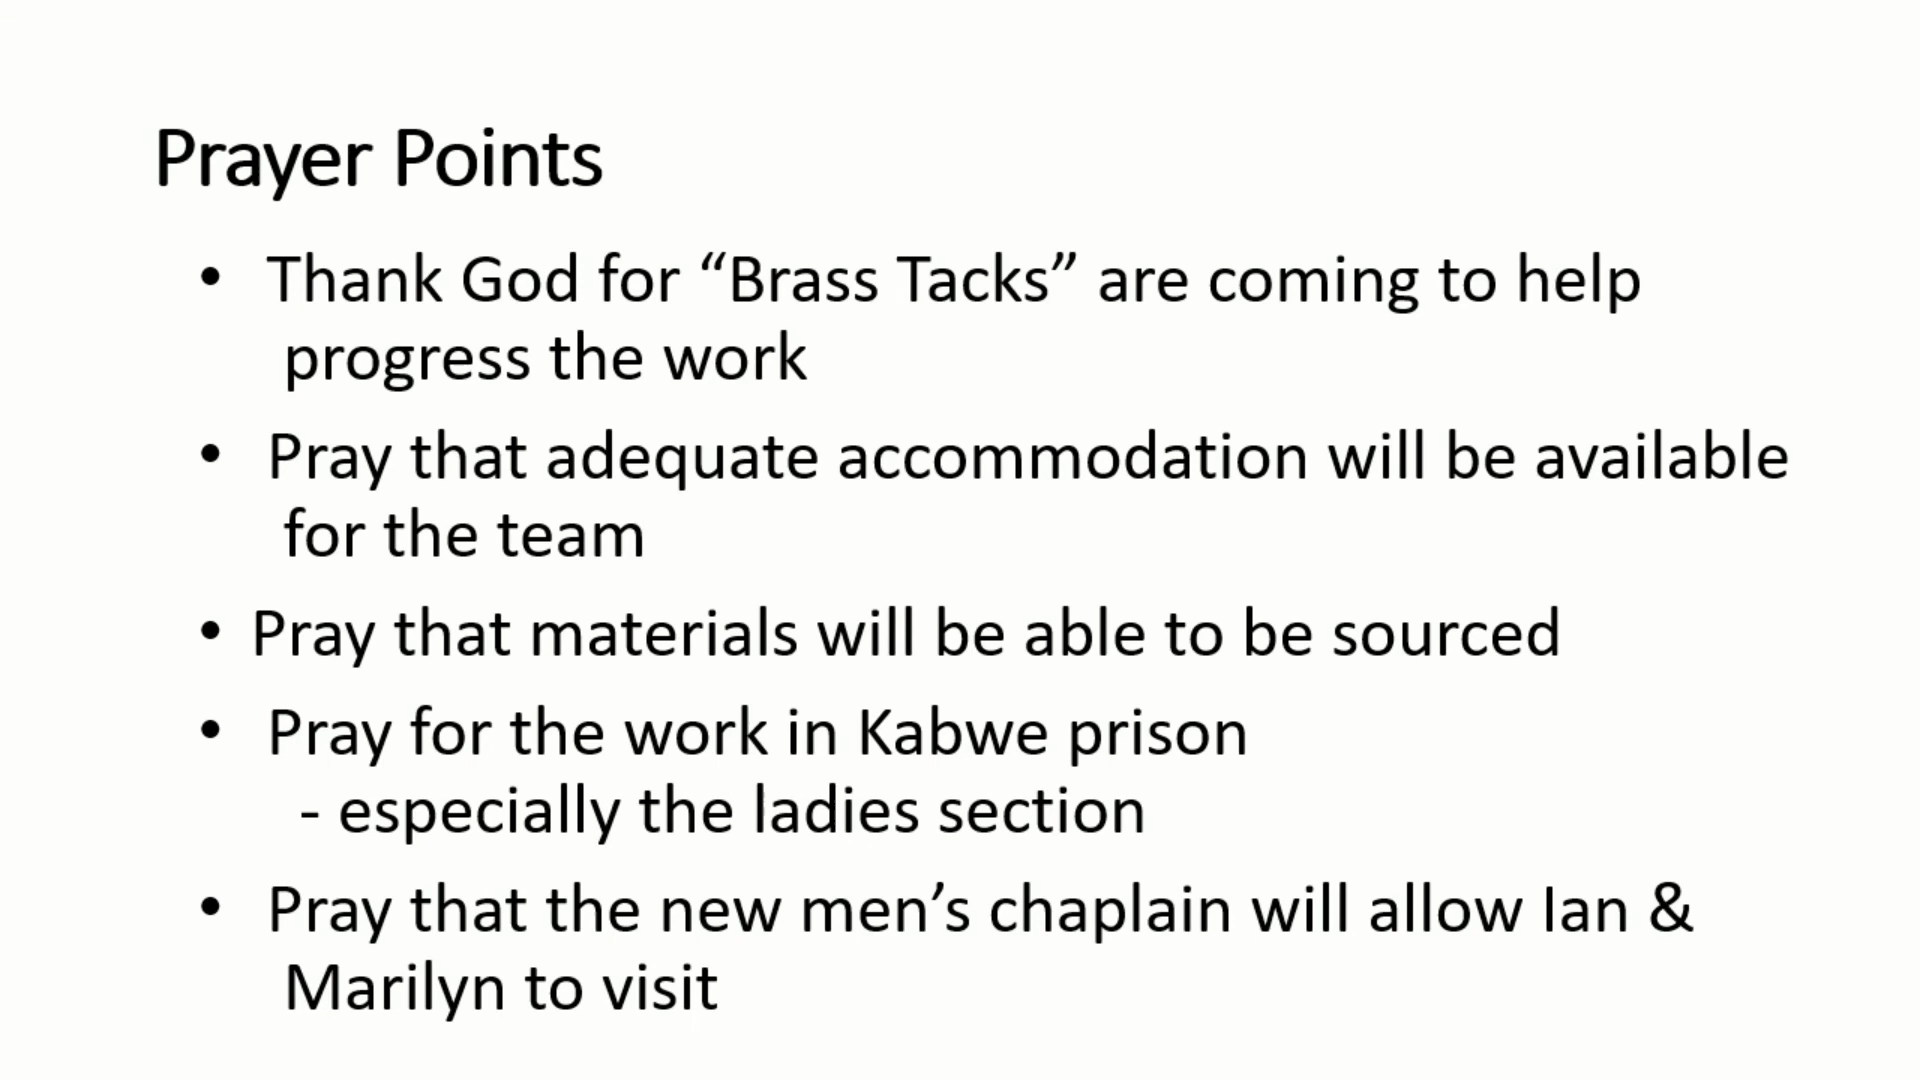 Prayer Points
• Thank God for “Brass Tacks” are coming to help
progress the work
• Pray that adequate accommodation will be available
for the team
• Pray that materials will be able to be sourced
• Pray for the work in Kabwe prison
- especially the ladies section
• Pray that the new men’s chaplain will allow Ian &
Marilyn to visit